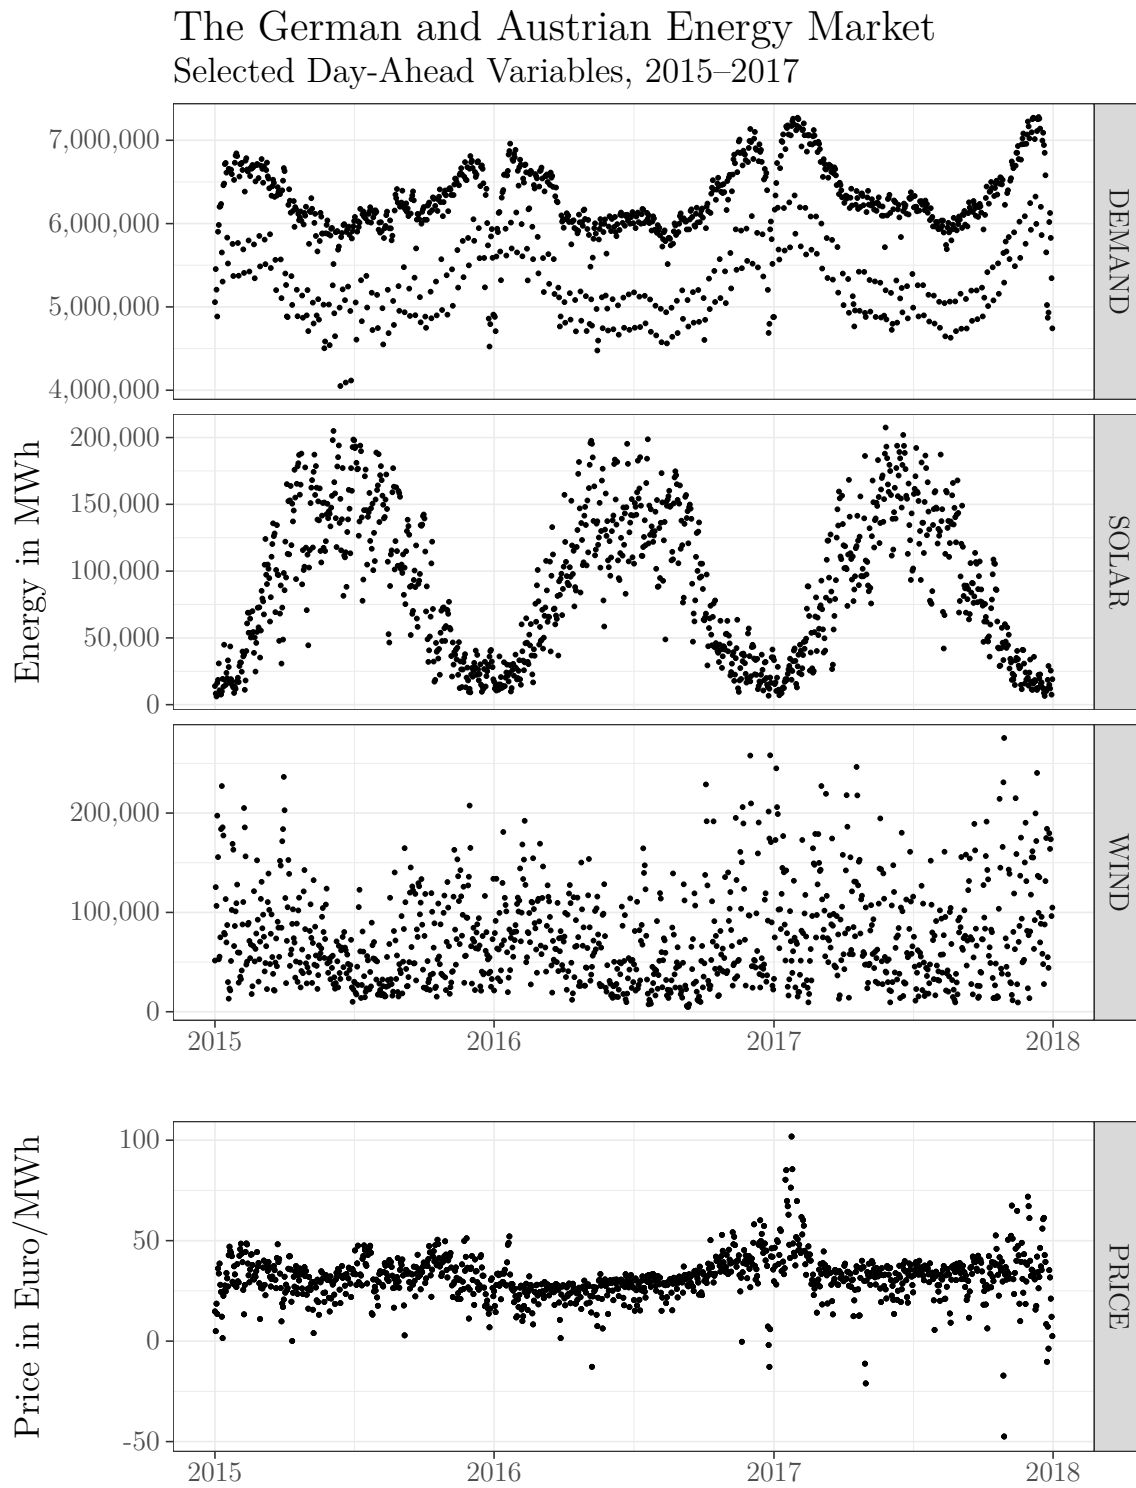 The German and Austrian Energy Market
Selected Day-Ahead Variables, 2015–2017
Energy in MWh
7,000,000
6,000,000
5,000,000
4,000,000
DEMAND
200,000
150,000
100,000
50,000
0
SOLAR
200,000
100,000
0
WIND
2015 2016 2017 2018
Price in Euro/MWh
100
50
0
-50
PRICE
2015 2016 2017 2018